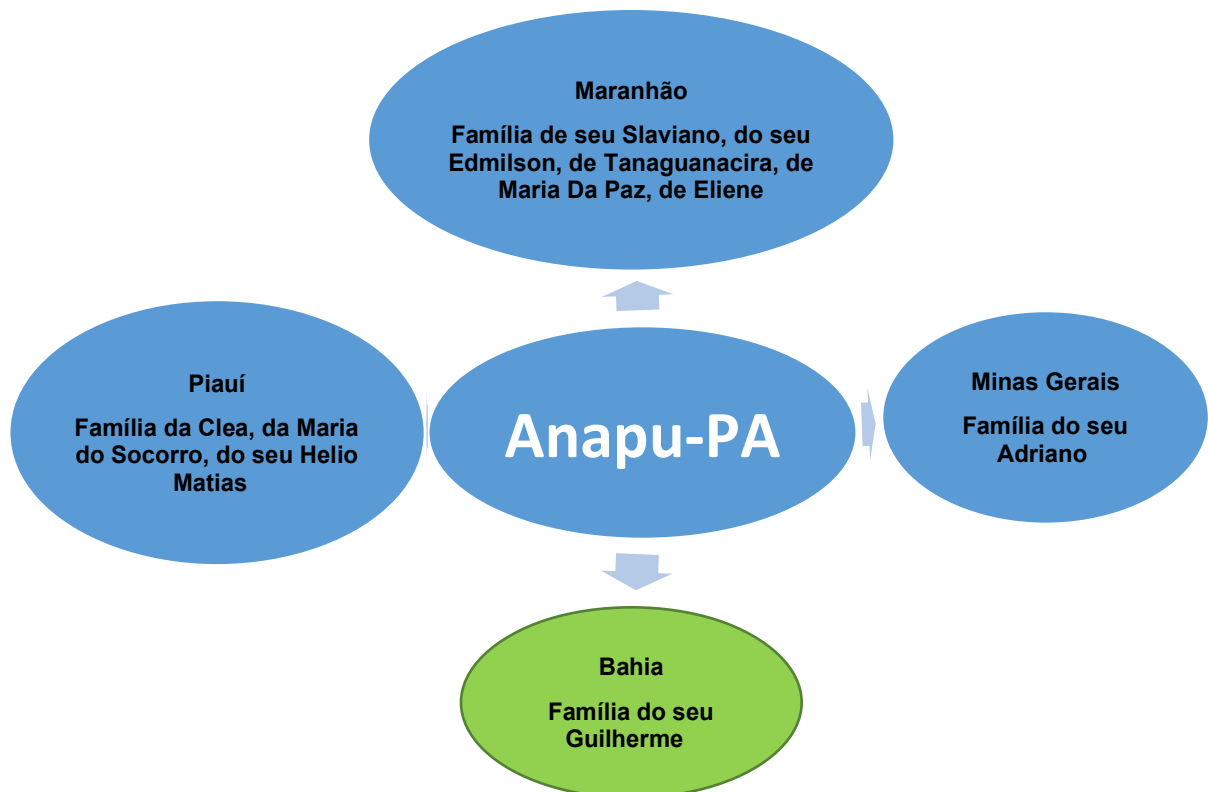 Maranhão
Família de seu Slaviano, do seu
Edmilson, de Tanaguanacira, de
Maria Da Paz, de Eliene
Piauí
Família da Clea, da Maria
do Socorro, do seu Helio
Matias
Anapu-PA
Minas Gerais
Família do seu
Adriano
Bahia
Família do seu
Guilherme